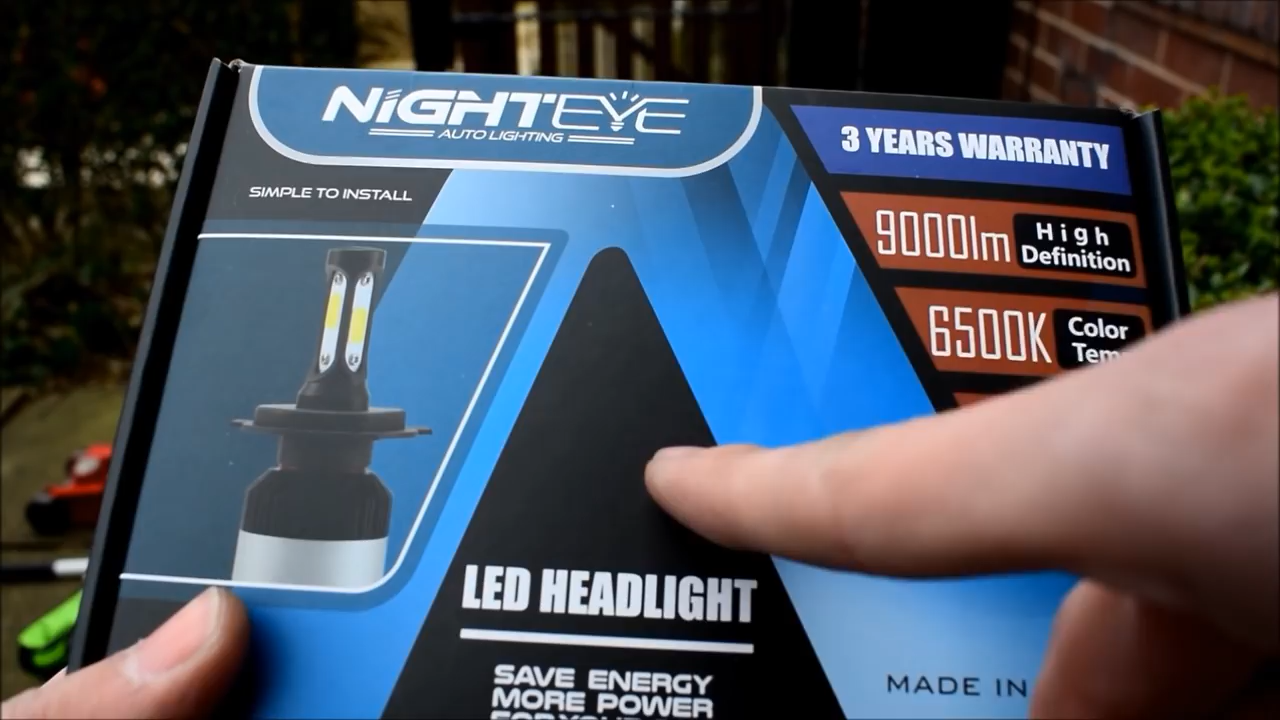 NiGHTEYE
AUTO LIGHTING
3 YEARS WARRANTY
SIMPLE TO INSTALL
9000lm
High
Definition
6500K
Color
LED HEADLIGHT
SAVE ENERGY
MORE POWER
MADE IN